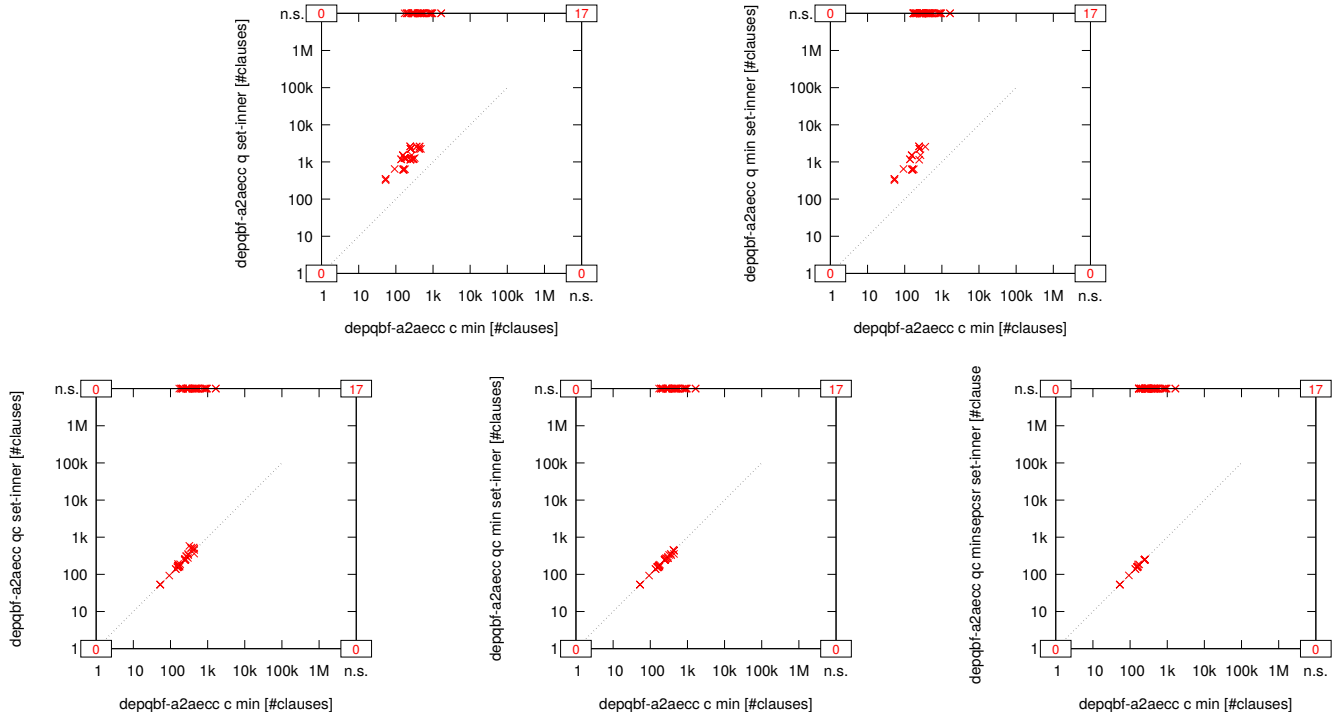 n.s. 0 17
1M
100k
10k
1k
100
10
1 0 0
1 10 100 1k 10k 100k 1M n.s.
depqbf-a2aecc c min [#clauses]
depqbf-a2aecc q set-inner [#clauses]
n.s. 0 17
1M
100k
10k
1k
100
10
1 0 0
1 10 100 1k 10k 100k 1M n.s.
depqbf-a2aecc c min [#clauses]
depqbf-a2aecc q min set-inner [#clauses]
n.s. 0 17
1M
100k
10k
1k
100
10
1 0 0
1 10 100 1k 10k 100k 1M n.s.
depqbf-a2aecc c min [#clauses]
depqbf-a2aecc qc set-inner [#clauses]
n.s. 0 17
1M
100k
10k
1k
100
10
1 0 0
1 10 100 1k 10k 100k 1M n.s.
depqbf-a2aecc c min [#clauses]
depqbf-a2aecc qc min set-inner [#clauses]
n.s. 0 17
1M
100k
10k
1k
100
10
1 0 0
1 10 100 1k 10k 100k 1M n.s.
depqbf-a2aecc c min [#clauses]
depqbf-a2aecc qc minsepcsr set-inner [#clause